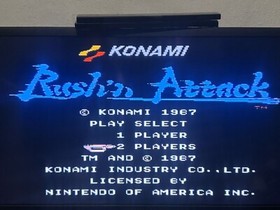 KONAMI
Rush'n Attack
TM
© KONAMI 1987
PLAY SELECT
1 PLAYER
2 PLAYERS
TM AND © 1987
KONAMI INDUSTRY CO.,LTD.
LICENSED BY
NINTENDO OF AMERICA INC.